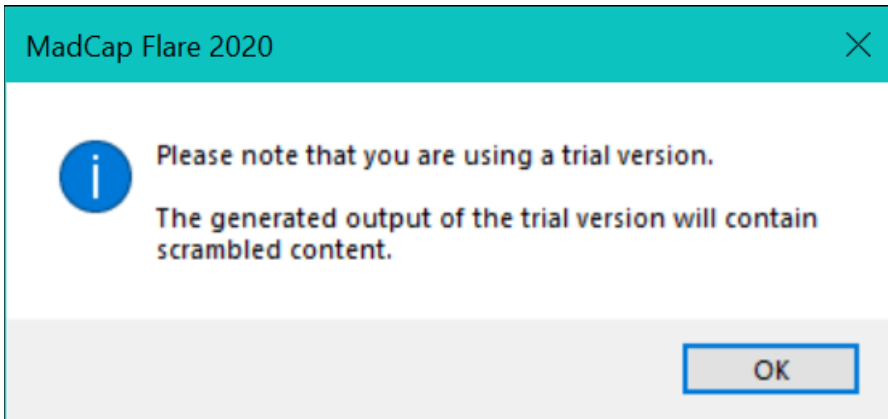 MadCap Flare 2020
Please note that you are using a trial version.
The generated output of the trial version will contain
scrambled content.
OK